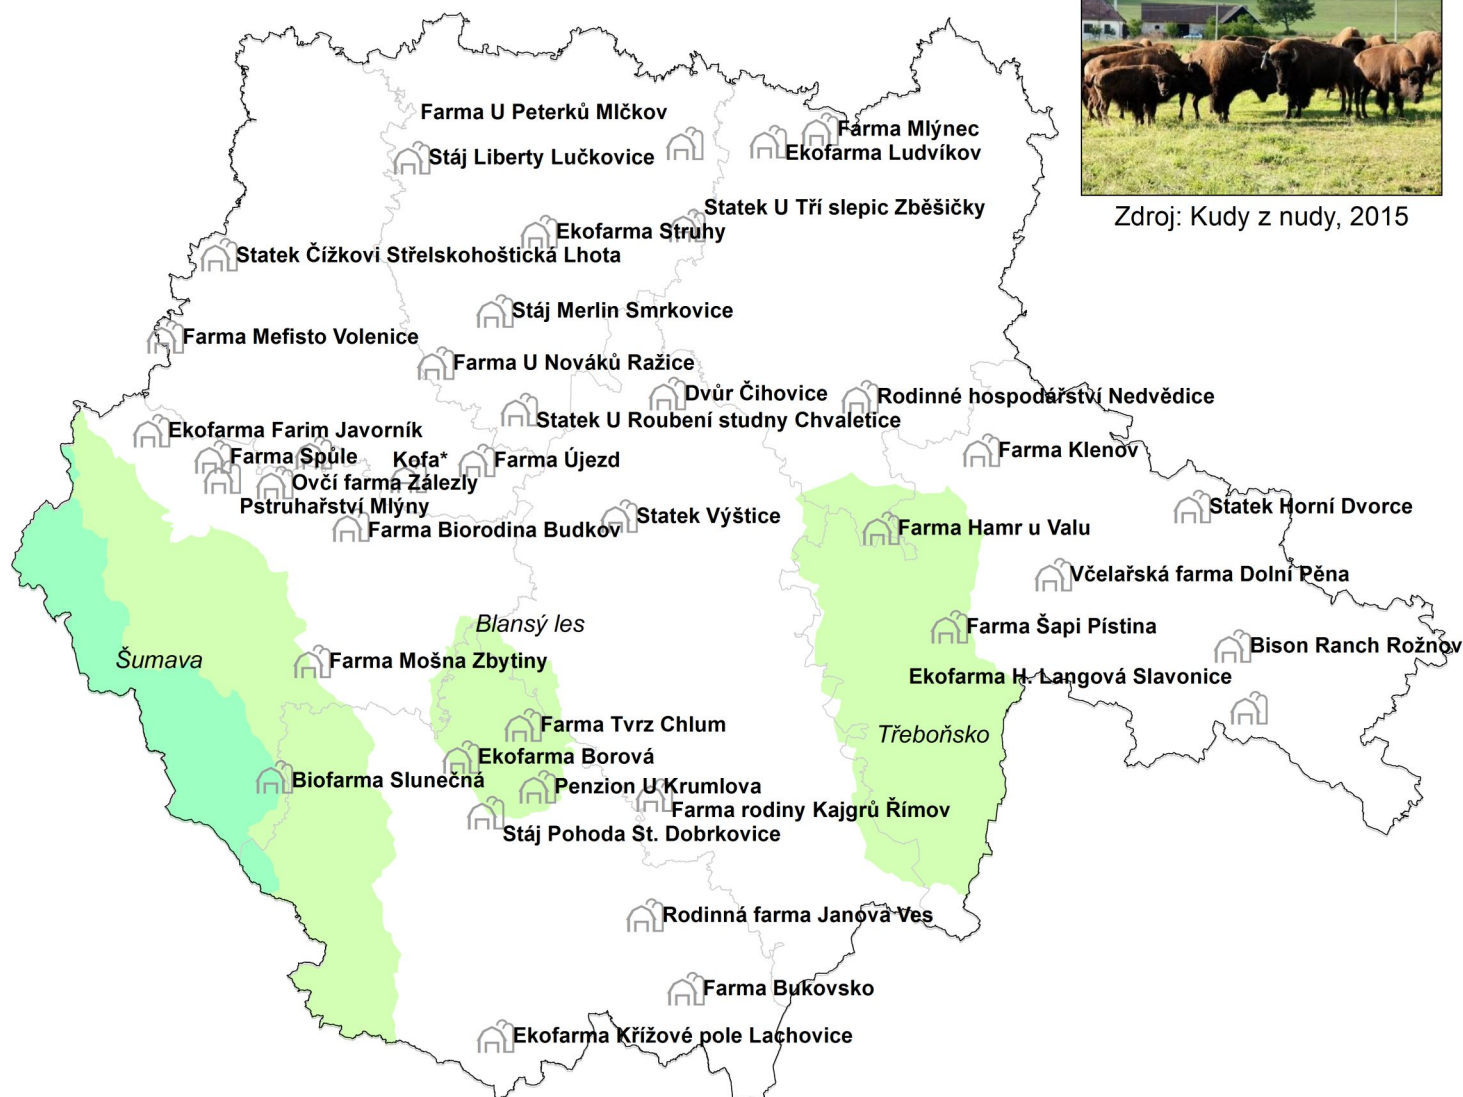 Farma U Peterků Mlčkov
Farma Mlýnec
Stáj Liberty Lučkovice
Ekofarma Ludvíkov
Statek U Tří slepic Zběšičky
Zdroj: Kudy z nudy, 2015
Ekofarma Struhy
Statek Čížkovi Střelskohoštická Lhota
Stáj Merlin Smrkovice
Farma Mefisto Volenice
Farma U Nováků Ražice
Dvůr Čihovice
Rodinné hospodářství Nedvědice
Statek U Roubení studny Chvaletice
Ekofarma Farim Javorník
Farma Klenov
Farma Spůle
Kofa*
Farma Újezd
Ovčí farma Zálezly
Pstruhařství Mlýny
Statek Horní Dvorce
Statek Výštice
Farma Biorodina Budkov
Farma Hamr u Valu
Včelařská farma Dolní Pěna
Blansý les
Farma Šapi Pístina
Bison Ranch Rožnov
Šumava
Farma Mošna Zbytiny
Ekofarma H. Langová Slavonice
Farma Tvrz Chlum
Třeboňsko
Ekofarma Borová
Biofarma Slunečná
Penzion U Krumlova
Farma rodiny Kajgrů Římov
Stáj Pohoda St. Dobrkovice
Rodinná farma Janova Ves
Farma Bukovsko
Ekofarma Křížové pole Lachovice